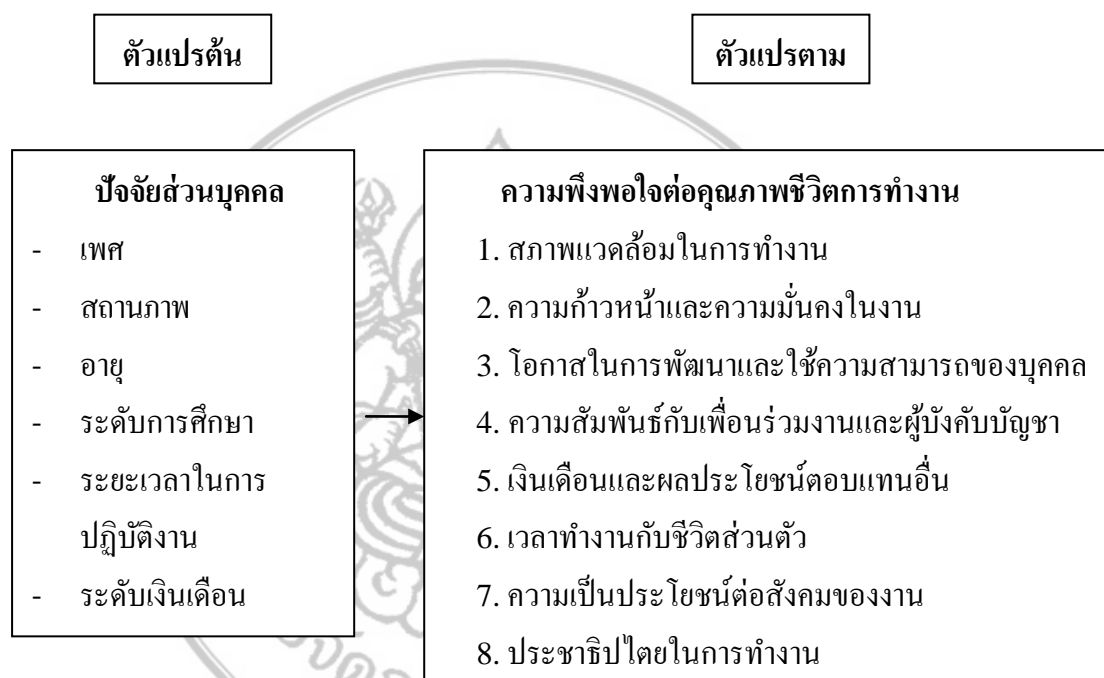 ตัวแปรต้น
ตัวแปรตาม
ปัจจัยส่วนบุคคล
- เพศ
- สถานภาพ
- อายุ
- ระดับการศึกษา
- ระยะเวลาในการ
ปฏิบัติงาน
- ระดับเงินเดือน
ความพึงพอใจต่อคุณภาพชีวิตการทำงาน
1. สภาพแวดล้อมในการทำงาน
2. ความก้าวหน้าและความมั่นคงในงาน
3. โอกาสในการพัฒนาและใช้ความสามารถของบุคคล
4. ความสัมพันธ์กับเพื่อนร่วมงานและผู้บังคับบัญชา
5. เงินเดือนและผลประโยชน์ตอบแทนอื่น
6. เวลาทำงานกับชีวิตส่วนตัว
7. ความเป็นประโยชน์ต่อสังคมของงาน
8. ประชาธิปไตยในการทำงาน